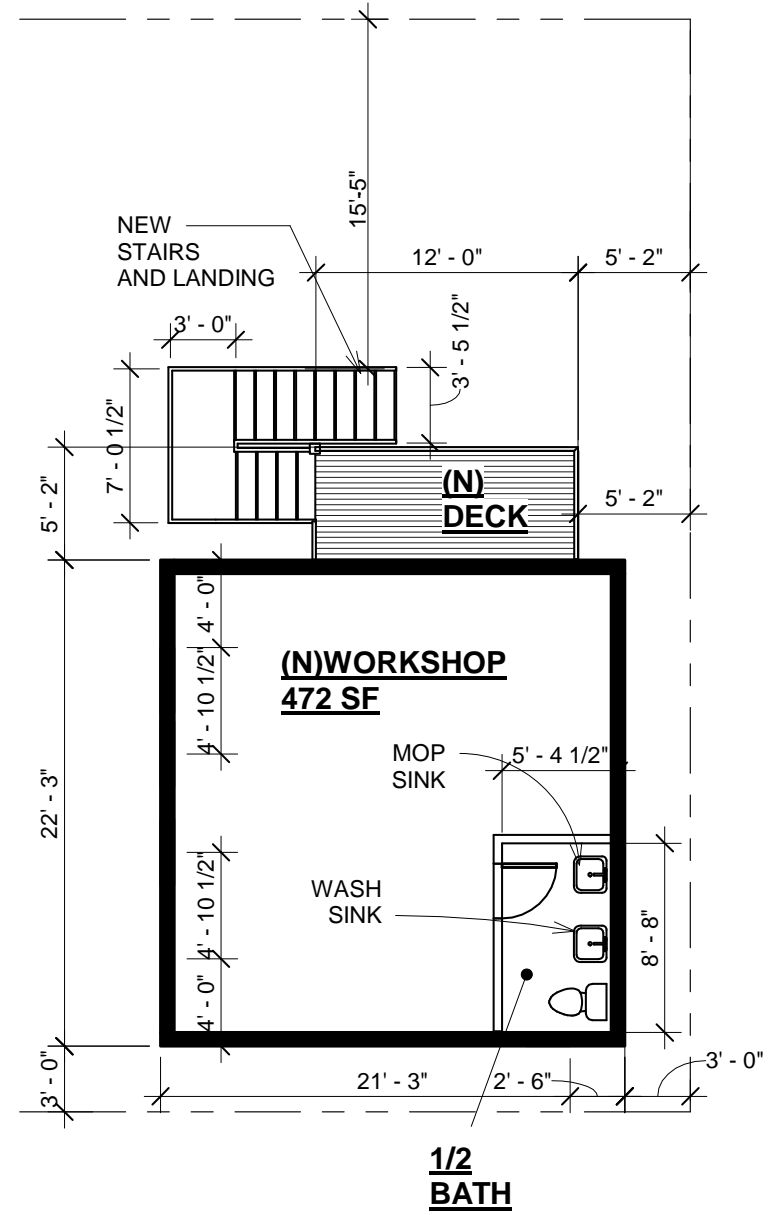 15'-5"
NEW
STAIRS
AND LANDING
12' - 0"
5' - 2"
3' - 0"
3' - 5 1/2"
7' - 0 1/2"
5' - 2"
(N)
DECK
5' - 2"
4' - 0"
(N)WORKSHOP
472 SF
4' - 10 1/2"
MOP
SINK
5' - 4 1/2"
22' - 3"
4' - 10 1/2"
WASH
SINK
8' - 8"
4' - 0"
3' - 0"
21' - 3"
2' - 6"
3' - 0"
1/2
BATH